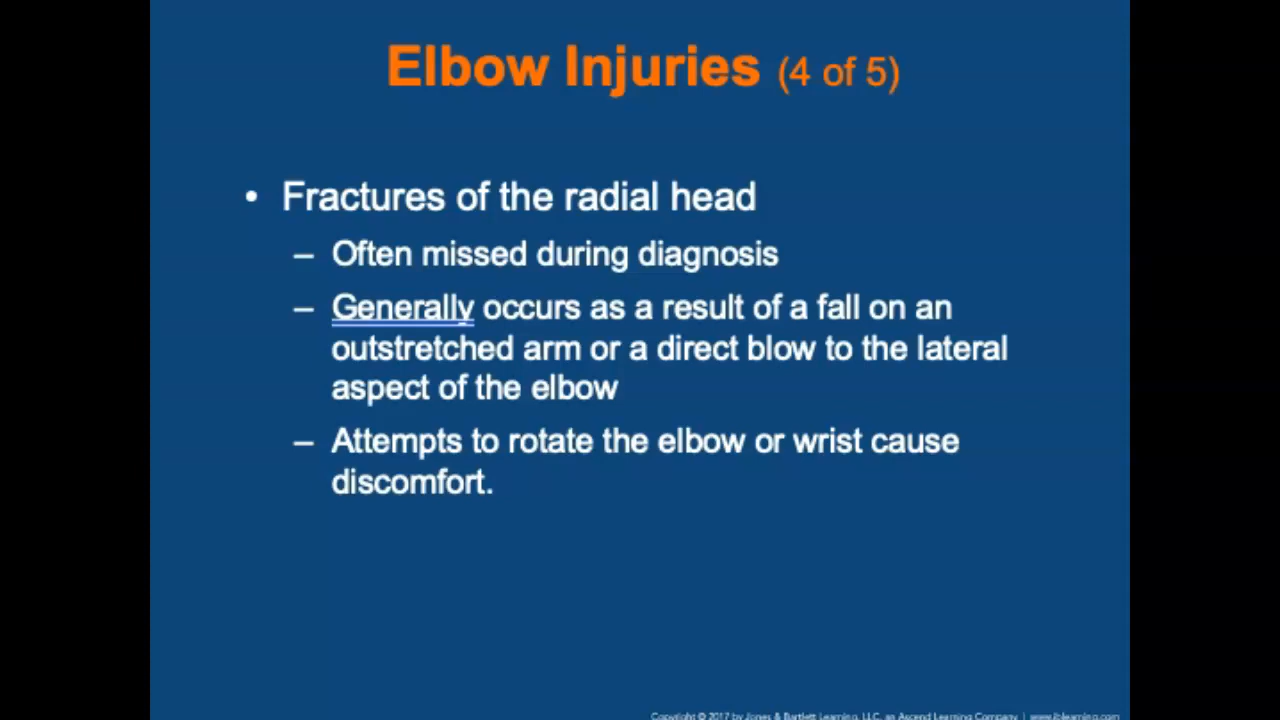 Elbow Injuries (4 of 5)
• Fractures of the radial head
– Often missed during diagnosis
– Generally occurs as a result of a fall on an
outstretched arm or a direct blow to the lateral
aspect of the elbow
– Attempts to rotate the elbow or wrist cause
discomfort.
Copyright © 2017 by Jones & Bartlett Learning, LLC, an Ascend Learning Company | www.jblearning.com